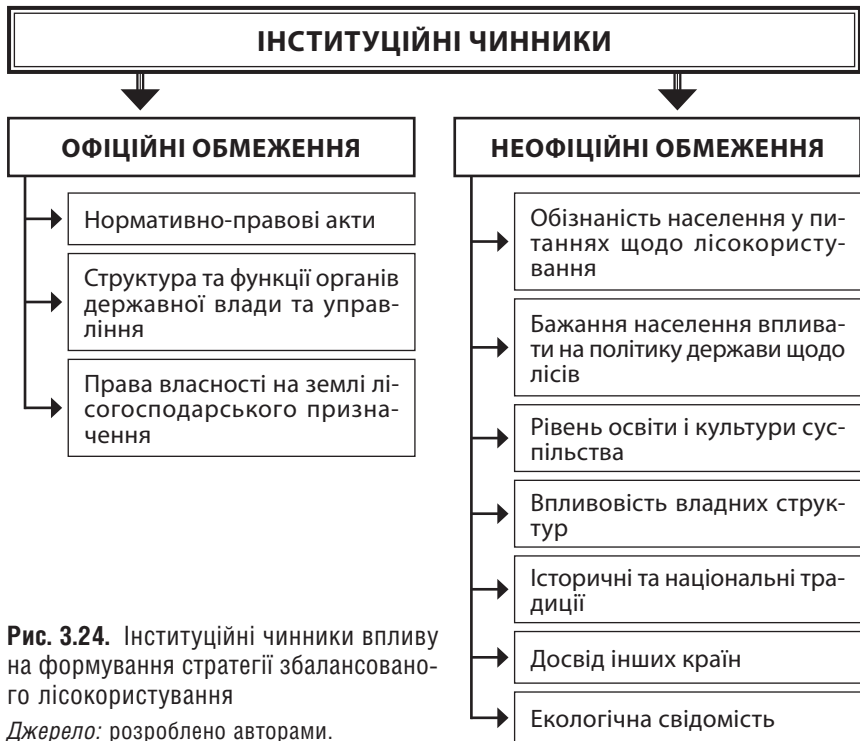 ІНСТИТУЦІЙНІ ЧИННИКИ
ОФІЦІЙНІ ОБМЕЖЕННЯ
Нормативно-правові акти
Структура та функції органів
державної влади та управ-
ління
Права власності на землі лі-
согосподарського призна-
чення
НЕОФІЦІЙНІ ОБМЕЖЕННЯ
Обізнаність населення у пи-
таннях щодо лісокористу-
вання
Бажання населення вплива-
ти на політику держави щодо
лісів
Рівень освіти і культури сус-
пільства
Впливовість владних струк-
тур
Історичні та національні тра-
диції
Досвід інших країн
Екологічна свідомість
Рис. 3.24. Інституційні чинники впливу
на формування стратегії збалансовано-
го лісокористування
Джерело: розроблено авторами.